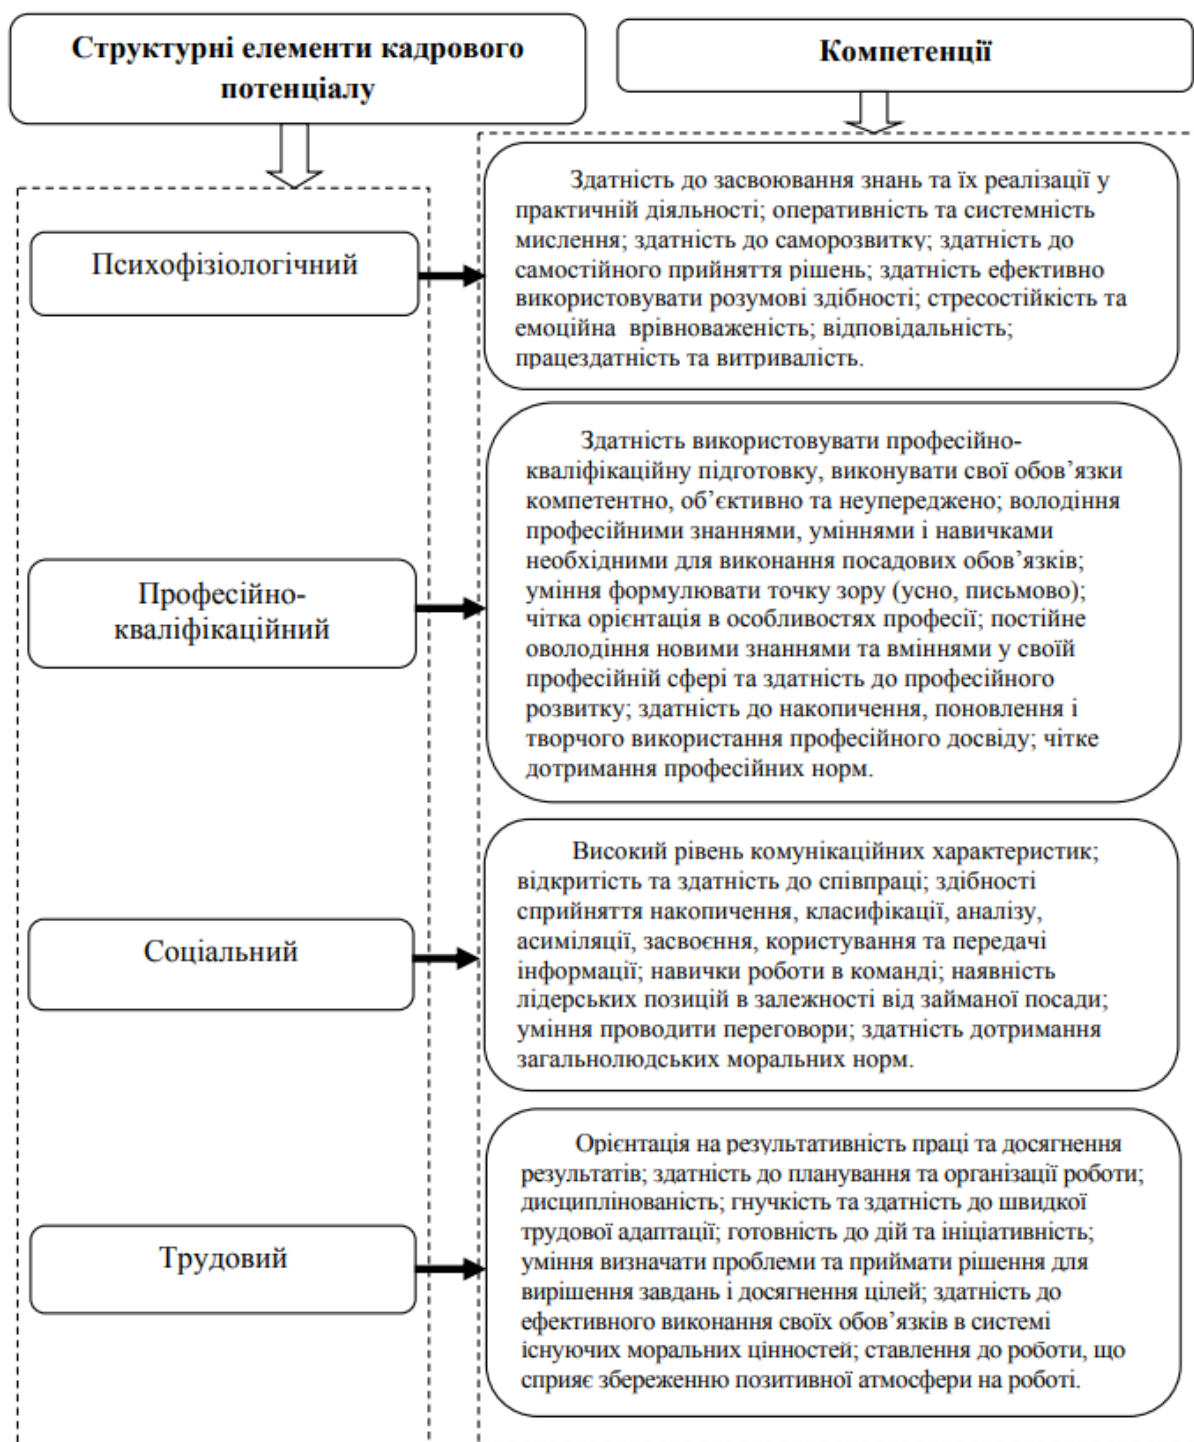 Структурні елементи кадрового
потенціалу
Компетенції
Психофізіологічний
Здатність до засвоювання знань та їх реалізації у
практичній діяльності; оперативність та системність
мислення; здатність до саморозвитку; здатність до
самостійного прийняття рішень; здатність ефективно
використовувати розумові здібності; стресостійкість та
емоційна врівноваженість; відповідальність;
працездатність та витривалість.
Професійно-
кваліфікаційний
Здатність використовувати професійно-
кваліфікаційну підготовку, виконувати свої обов’язки
компетентно, об’єктивно та неупереджено; володіння
професійними знаннями, уміннями і навичками
необхідними для виконання посадових обов’язків;
уміння формулювати точку зору (усно, письмово);
чітка орієнтація в особливостях професії; постійне
оволодіння новими знаннями та вміннями у своїй
професійній сфері та здатність до професійного
розвитку; здатність до накопичення, поновлення і
творчого використання професійного досвіду; чітке
дотримання професійних норм.
Соціальний
Високий рівень комунікаційних характеристик;
відкритість та здатність до співпраці; здібності
сприйняття накопичення, класифікації, аналізу,
асиміляції, засвоєння, користування та передачі
інформації; навички роботи в команді; наявність
лідерських позицій в залежності від займаної посади;
уміння проводити переговори; здатність дотримання
загальнолюдських моральних норм.
Трудовий
Орієнтація на результативність праці та досягнення
результатів; здатність до планування та організації роботи;
дисциплінованість; гнучкість та здатність до швидкої
трудової адаптації; готовність до дій та ініціативність;
уміння визначати проблеми та приймати рішення для
вирішення завдань і досягнення цілей; здатність до
ефективного виконання своїх обов’язків в системі
існуючих моральних цінностей; ставлення до роботи, що
сприяє збереженню позитивної атмосфери на роботі.